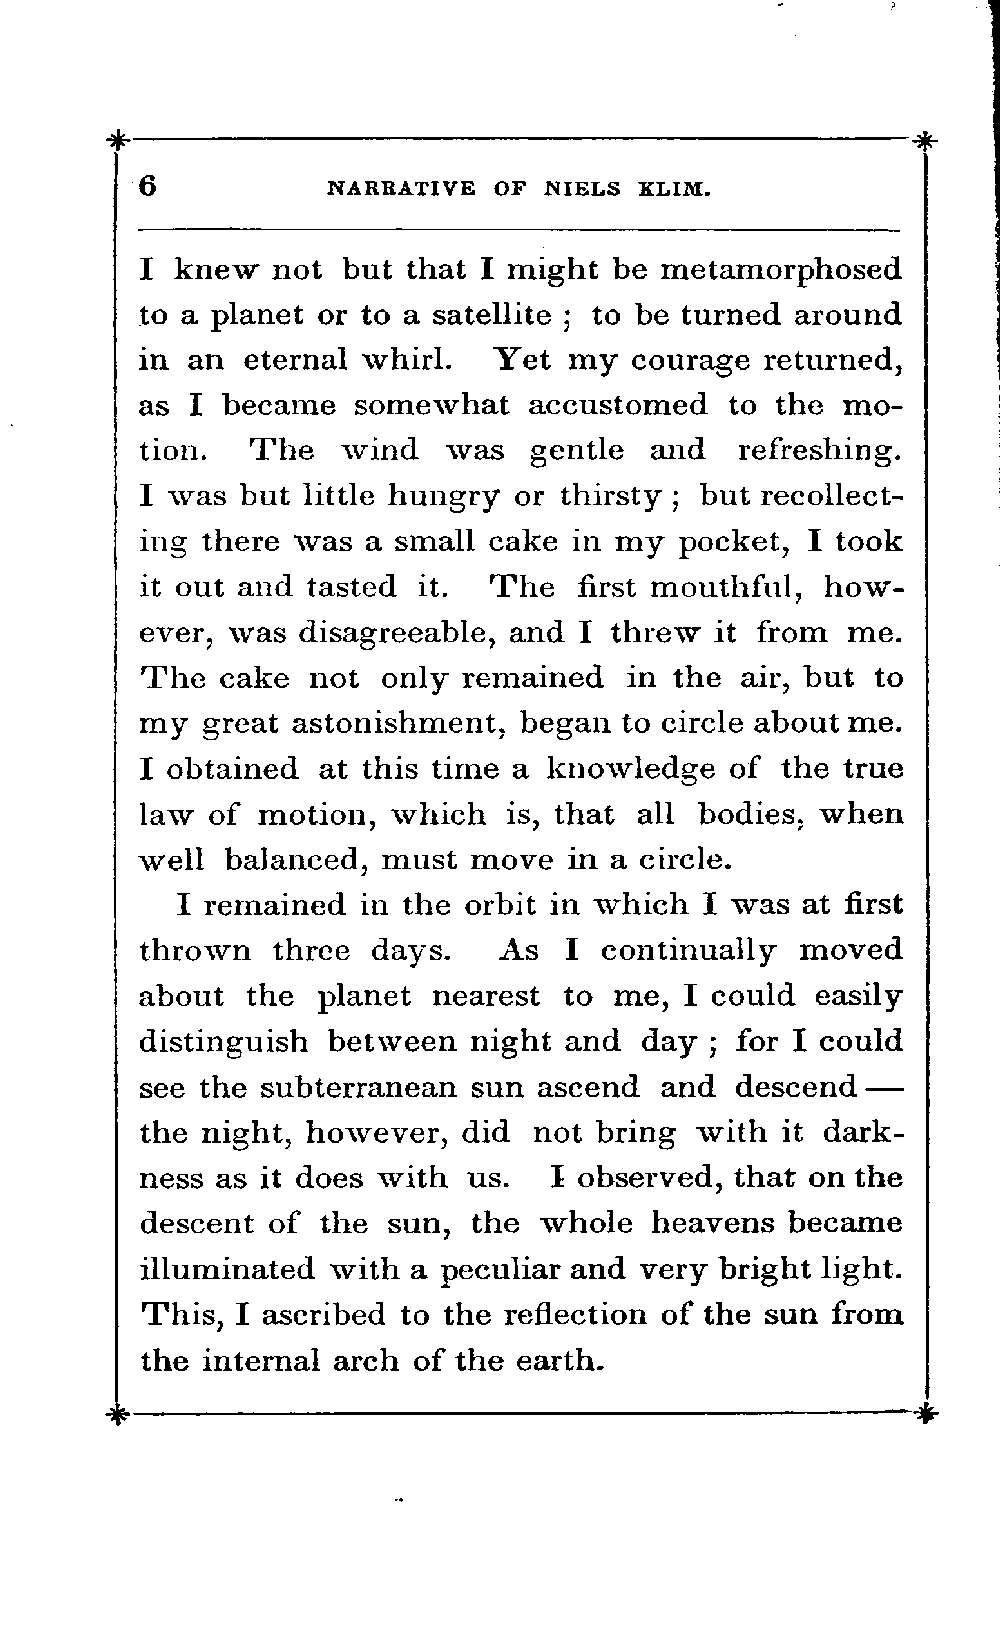 6 NARRATIVE OF NIELS KLIM.
I knew not but that I might be metamorphosed
to a planet or to a satellite ; to be turned around
in an eternal whirl. Yet my courage returned,
as I became somewhat accustomed to the mo-
tion. The wind was gentle and refreshing.
I was but little hungry or thirsty ; but recollect-
ing there was a small cake in my pocket, I took
it out and tasted it. The first mouthful, how-
ever, was disagreeable, and I threw it from me.
The cake not only remained in the air, but to
my great astonishment, began to circle about me.
I obtained at this time a knowledge of the true
law of motion, which is, that all bodies, when
well balanced, must move in a circle.
I remained in the orbit in which I was at first
thrown three days. As I continually moved
about the planet nearest to me, I could easily
distinguish between night and day ; for I could
see the subterranean sun ascend and descend —
the night, however, did not bring with it dark-
ness as it does with us. I observed, that on the
descent of the sun, the whole heavens became
illuminated with a peculiar and very bright light.
This, I ascribed to the reflection of the sun from
the internal arch of the earth.